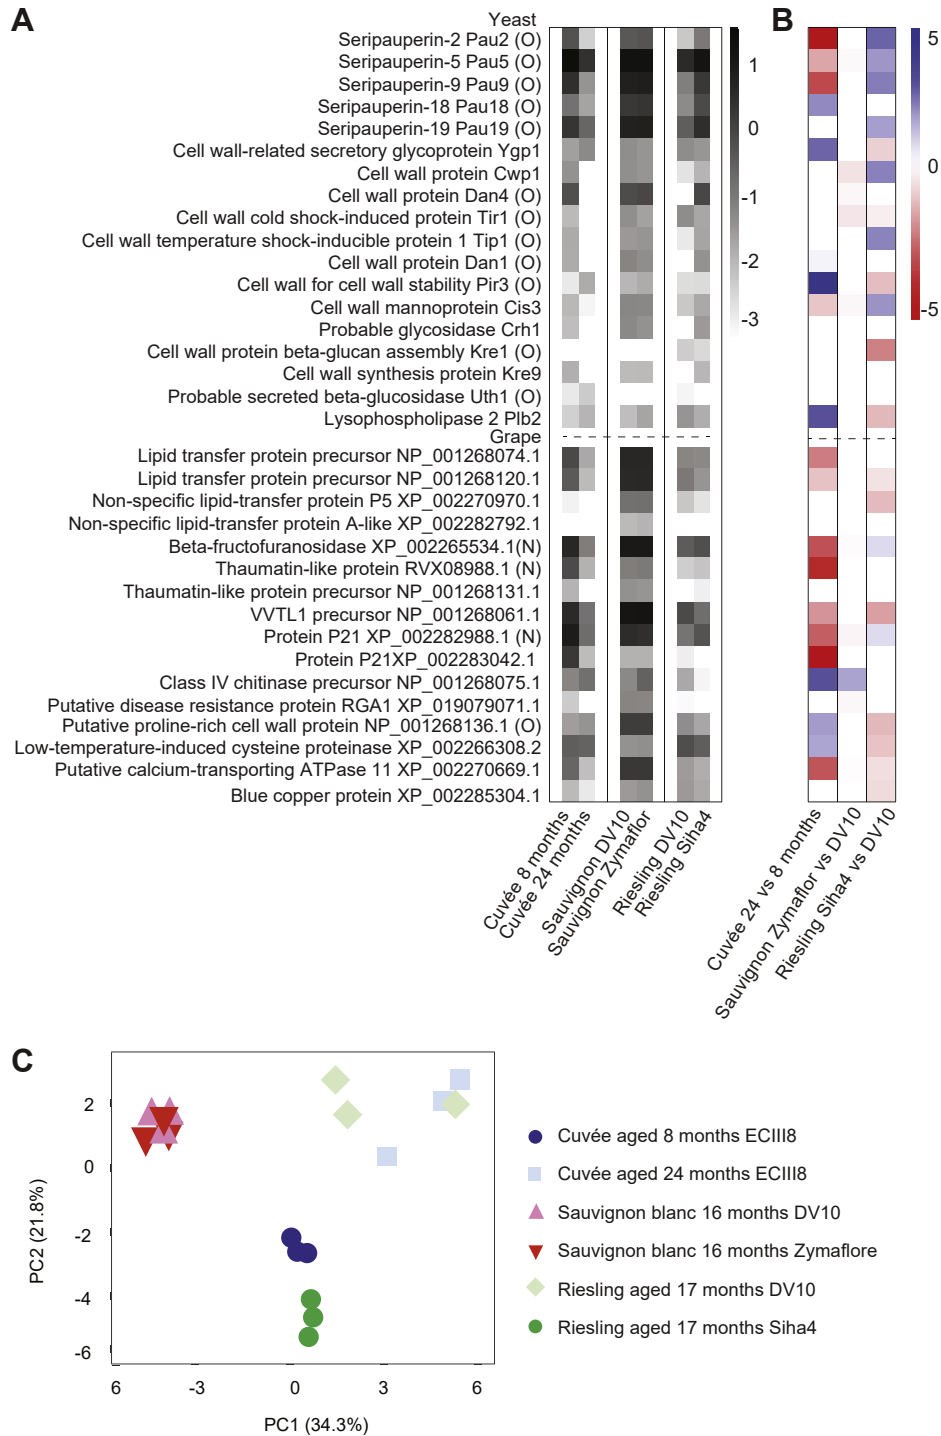 A
B
Yeast
Seripauperin-2 Pau2 (O)
Seripauperin-5 Pau5 (O)
Seripauperin-9 Pau9 (O)
Seripauperin-18 Pau18 (O)
Seripauperin-19 Pau19 (O)
Cell wall-related secretory glycoprotein Ygp1
Cell wall protein Cwp1
Cell wall protein Dan4 (O)
Cell wall cold shock-induced protein Tir1 (O)
Cell wall temperature shock-inducible protein 1 Tip1 (O)
Cell wall protein Dan1 (O)
Cell wall for cell wall stability Pir3 (O)
Cell wall mannoprotein Cis3
Probable glycosidase Crh1
Cell wall protein beta-glucan assembly Kre1 (O)
Cell wall synthesis protein Kre9
Probable secreted beta-glucosidase Uth1 (O)
Lysophospholipase 2 Plb2
Grape
Lipid transfer protein precursor NP_001268074.1
Lipid transfer protein precursor NP_001268120.1
Non-specific lipid-transfer protein P5 XP_002270970.1
Non-specific lipid-transfer protein A-like XP_002282792.1
Beta-fructofuranosidase XP_002265534.1(N)
Thaumatin-like protein RVX08988.1 (N)
Thaumatin-like protein NP_001268131.1
VVTL1 precursor NP_001268061.1
Protein P21 XP_002282988.1 (N)
Protein P21XP_002283042.1
Class IV chitinase precursor NP_001268075.1
Putative disease resistance protein RGA1 XP_019079071.1
Putative proline-rich cell wall protein NP_001268136.1 (O)
Low-temperature-induced cysteine proteinase XP_002266308.2
Putative calcium-transporting ATPase 11 XP_002270669.1
Blue copper protein XP_002285304.1
1
0
-1
-2
-3
5
0
-5
Cuvée 8 months
Cuvée 24 months
Sauvignon DV10
Sauvignon Zymaflor
Riesling DV10
Riesling Siha4
Cuvée 24 vs 8 months
Sauvignon Zymaflor vs DV10
Riesling Siha4 vs DV10
C
PC2 (21.8%)
2
0
-2
-4
-6
6
-3
0
3
6
PC1 (34.3%)
Cuvée aged 8 months ECIII8
Cuvée aged 24 months ECIII8
Sauvignon blanc 16 months DV10
Sauvignon blanc 16 months Zymaflore
Riesling aged 17 months DV10
Riesling aged 17 months Siha4